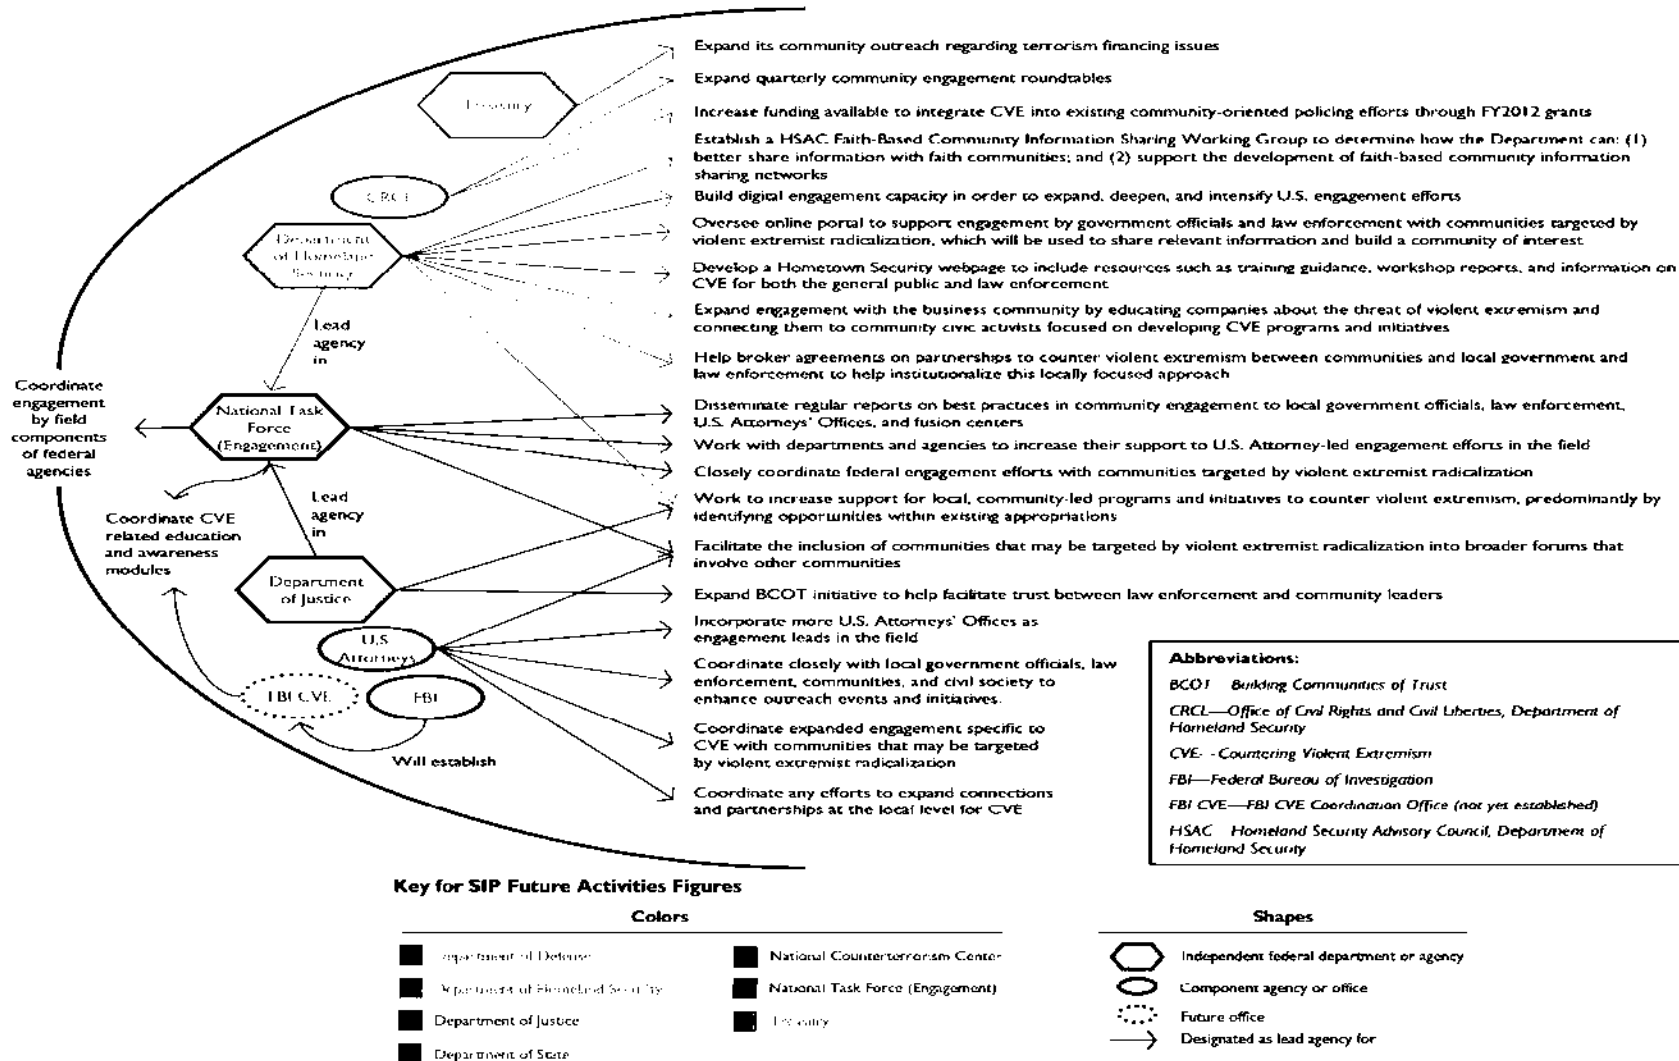 Expand its community outreach regarding terrorism financing issues
Expand quarterly community engagement roundtables
Treasury
Increase funding available to integrate CVE into existing community-oriented policing efforts through FY2012 grants
Establish a HSAC Faith-Based Community Information Sharing Working Group to determine how the Department can: (1)
better share information with faith communities; and (2) support the development of faith-based community information
sharing networks
CRCL
Build digital engagement capacity in order to expand, deepen, and intensify U.S. engagement efforts
Department
of Homeland
Security
Oversee online portal to support engagement by government officials and law enforcement with communities targeted by
violent extremist radicalization, which will be used to share relevant information and build a community of interest
Develop a Hometown Security webpage to include resources such as training guidance, workshop reports, and information on
CVE for both the general public and law enforcement
Expand engagement with the business community by educating companies about the threat of violent extremism and
connecting them to community civic activists focused on developing CVE programs and initiatives
Lead
agency
in
Help broker agreements on partnerships to counter violent extremism between communities and local government and
law enforcement to help institutionalize this locally focused approach
Coordinate
engagement
by field
components
of federal
agencies
National Task
Force
(Engagement)
Disseminate regular reports on best practices in community engagement to local government officials, law enforcement,
U.S. Attorneys' Offices, and fusion centers
Work with departments and agencies to increase their support to U.S. Attorney-led engagement efforts in the field
Closely coordinate federal engagement efforts with communities targeted by violent extremist radicalization
Lead
agency
in
Work to increase support for local, community-led programs and initiatives to counter violent extremism, predominantly by
identifying opportunities within existing appropriations
Coordinate CVE
related education
and awareness
modules
Facilitate the inclusion of communities that may be targeted by violent extremist radicalization into broader forums that
involve other communities
Department
of Justice
Expand BCOT initiative to help facilitate trust between law enforcement and community leaders
U.S
Attorneys
Incorporate more U.S. Attorneys' Offices as
engagement leads in the field
Coordinate closely with local government officials, law
enforcement, communities, and civil society to
enhance outreach events and initiatives.
FBI CVE
FBI
Will establish
Coordinate expanded engagement specific to
CVE with communities that may be targeted
by violent extremist radicalization
Coordinate any efforts to expand connections
and partnerships at the local level for CVE
Abbreviations:
BCOT Building Communities of Trust
CRCL—Office of Civil Rights and Civil Liberties, Department of
Homeland Security
CVE- - Countering Violent Extremism
FBI—Federal Bureau of Investigation
FBI CVE—FBI CVE Coordination Office (not yet established)
HSAC Homeland Security Advisory Council, Department of
Homeland Security
Key for SIP Future Activities Figures
Colors
Department of Defense
Department of Homeland Security
Department of Justice
Department of State
National Counterterrorism Center
National Task Force (Engagement)
Treasury
Shapes
Independent federal department or agency
Component agency or office
Future office
Designated as lead agency for